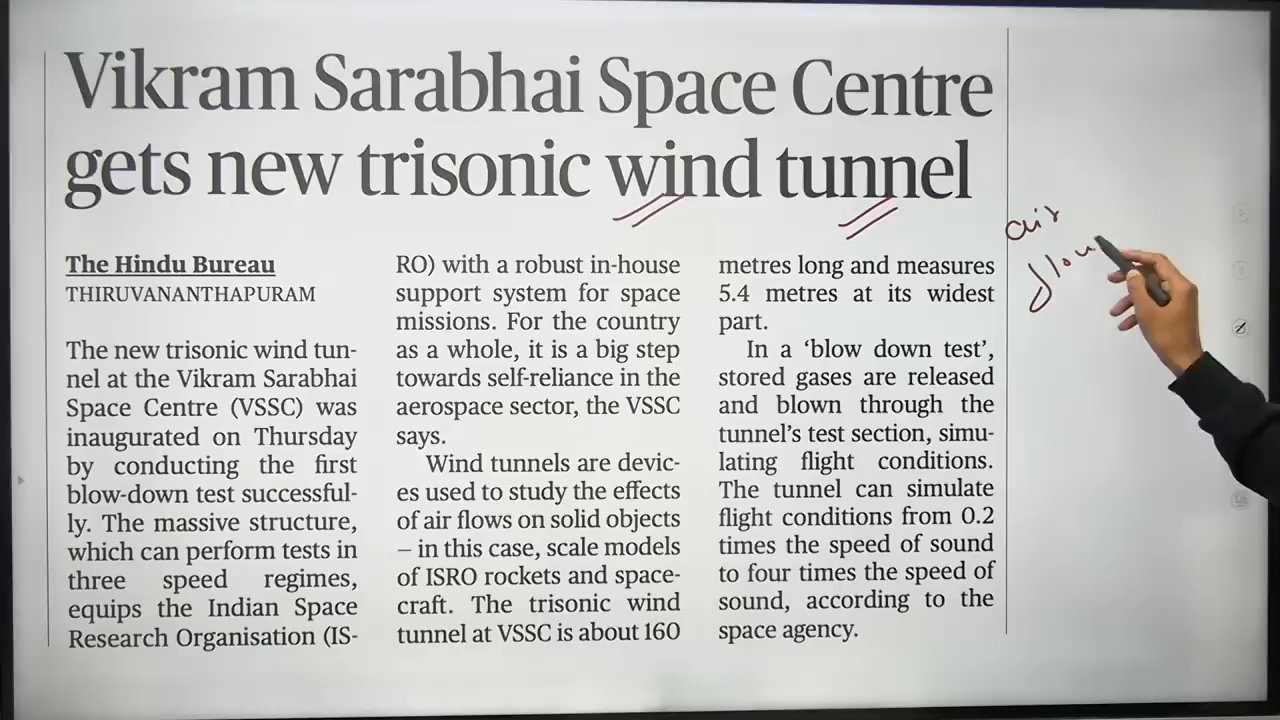 Vikram Sarabhai Space Centre
gets new trisonic wind tunnel
The Hindu Bureau
THIRUVANANTHAPURAM
The new trisonic wind tun-
nel at the Vikram Sarabhai
Space Centre (VSSC) was
inaugurated on Thursday
by conducting the first
blow-down test successful-
ly. The massive structure,
which can perform tests in
three speed regimes,
equips the Indian Space
Research Organisation (IS-
RO) with a robust in-house
support system for space
missions. For the country
as a whole, it is a big step
towards self-reliance in the
aerospace sector, the VSSC
says.
Wind tunnels are devic-
es used to study the effects
of air flows on solid objects
– in this case, scale models
of ISRO rockets and space-
craft. The trisonic wind
tunnel at VSSC is about 160
metres long and measures
5.4 metres at its widest
part.
In a ‘blow down test’,
stored gases are released
and blown through the
tunnel’s test section, simu-
lating flight conditions.
The tunnel can simulate
flight conditions from 0.2
times the speed of sound
to four times the speed of
sound, according to the
space agency.
air